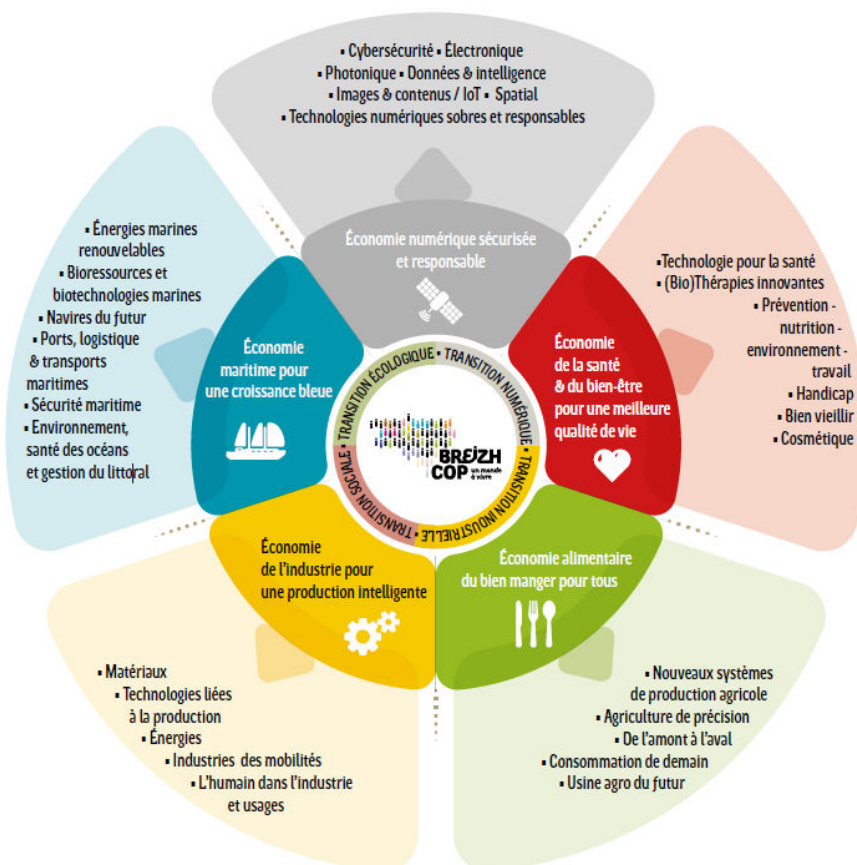 ▪ Cybersécurité ▪ Électronique
▪ Photonique ▪ Données & intelligence
▪ Images & contenus / IoT ▪ Spatial
▪ Technologies numériques sobres et responsables
Économie numérique sécurisée
et responsable
▪ Énergies marines
renouvelables
▪ Bioressources et
biotechnologies marines
▪ Navires du futur
▪ Ports, logistique
& transports
maritimes
▪ Sécurité maritime
▪ Environnement,
santé des océans
et gestion du littoral
Économie
maritime pour
une croissance bleue
▪Technologie pour la santé
▪ (Bio)Thérapies innovantes
▪ Prévention -
nutrition -
environnement -
travail
▪ Handicap
▪ Bien vieillir
▪ Cosmétique
Économie
de la santé
& du bien-être
pour une meilleure
qualité de vie
TRANSITION ÉCOLOGIQUE • TRANSITION NUMÉRIQUE • TRANSITION INDUSTRIELLE • TRANSITION SOCIALE •
BREIZH
COP
un monde
à vivre
Économie
de l'industrie pour
une production intelligente
Économie alimentaire
du bien manger pour tous
▪ Matériaux
▪ Technologies liées
à la production
▪ Énergies
▪ Industries des mobilités
▪ L'humain dans l'industrie
et usages
▪ Nouveaux systèmes
de production agricole
▪ Agriculture de précision
▪ De l'amont à l'aval
▪ Consommation de demain
▪ Usine agro du futur